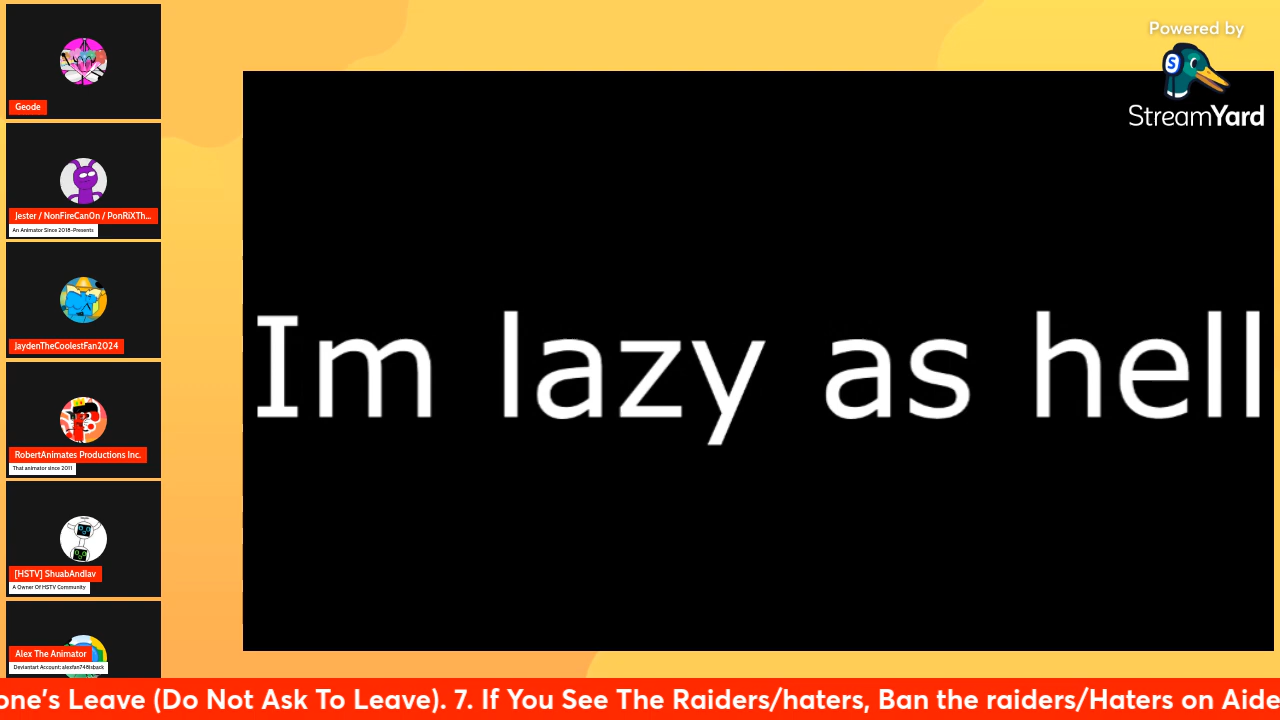 Powered by
StreamYard
Geode
Jester / NonFireCanOn / PonRiXTh...
An Animator Since 2018-Presents
JaydenTheCoolestFan2024
RobertAnimates Productions Inc.
That animator since 2011
[HSTV] ShuabAndIav
A Owner Of HSTV Community
Alex The Animator
Deviantart Account: alexfan748isback
Im lazy as hell
one's Leave (Do Not Ask To Leave). 7. If You See The Raiders/haters, Ban the raiders/Haters on Aide